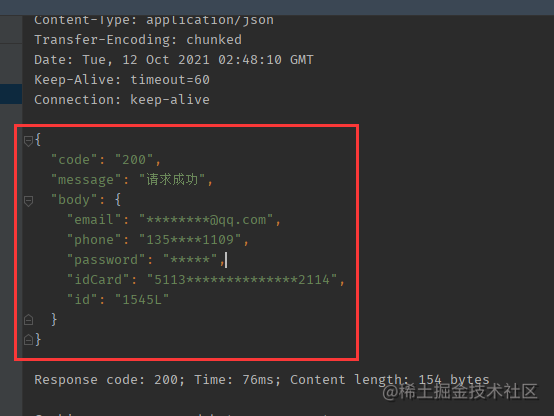 Content-Type: application/json
Transfer-Encoding: chunked
Date: Tue, 12 Oct 2021 02:48:10 GMT
Keep-Alive: timeout=60
Connection: keep-alive
{
"code": "200",
"message": "请求成功",
"body": {
"email": "********@qq.com",
"phone": "135****1109",
"password": "*****",
"idCard": "5113**************2114",
"id": "1545L"
}
}
Response code: 200; Time: 76ms; Content length: 154 bytes
@稀土掘金技术社区